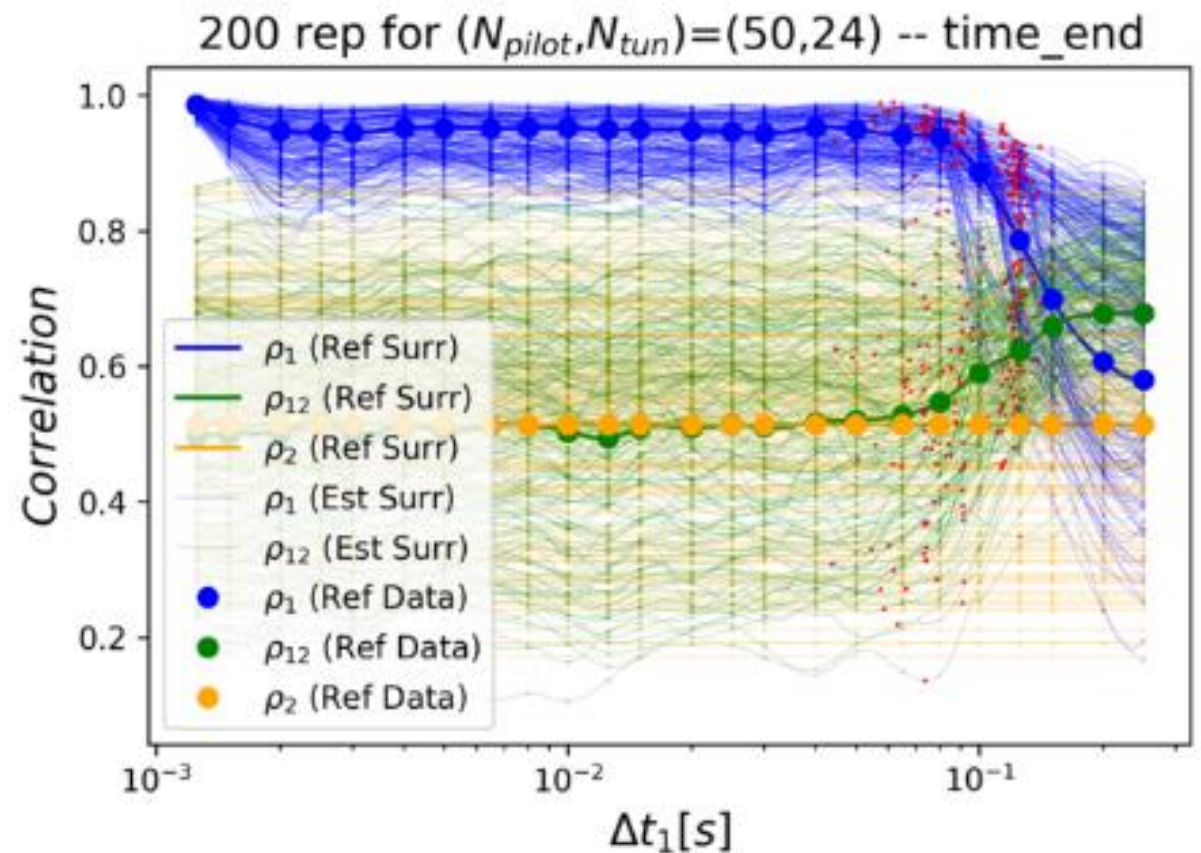 200 rep for (N_pilot,N_tun)=(50,24) -- time_end
1.0
0.8
0.6
0.4
0.2
Correlation
ρ₁ (Ref Surr)
ρ₁₂ (Ref Surr)
ρ₂ (Ref Surr)
ρ₁ (Est Surr)
ρ₁₂ (Est Surr)
ρ₁ (Ref Data)
ρ₁₂ (Ref Data)
ρ₂ (Ref Data)
10⁻³ 10⁻² 10⁻¹
Δt₁[s]